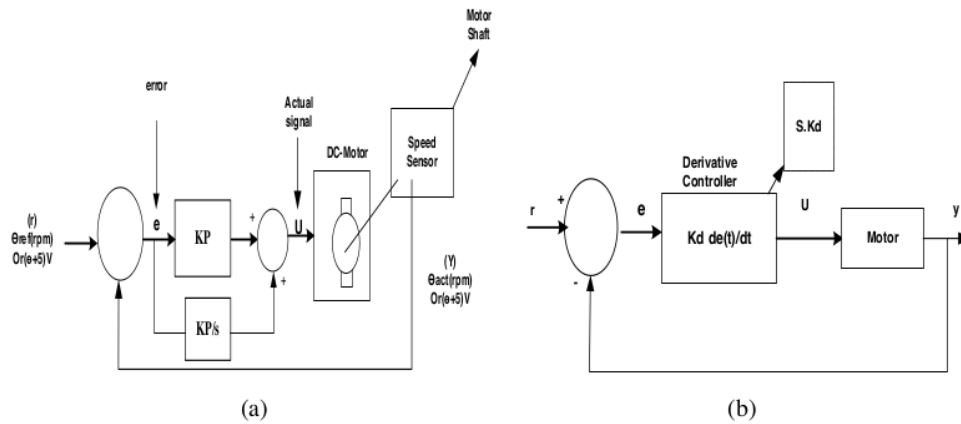 Motor
Shaft
error
Actual
signal
DC-Motor
Speed
Sensor
(r)
Θref(rpm)
Or(e+5)V
e
KP
+
U
+
KP/s
(Y)
Θact(rpm)
Or(e+5)V
(a)
S.Kd
Derivative
Controller
r
+
e
Kd de(t)/dt
U
Motor
y
-
(b)